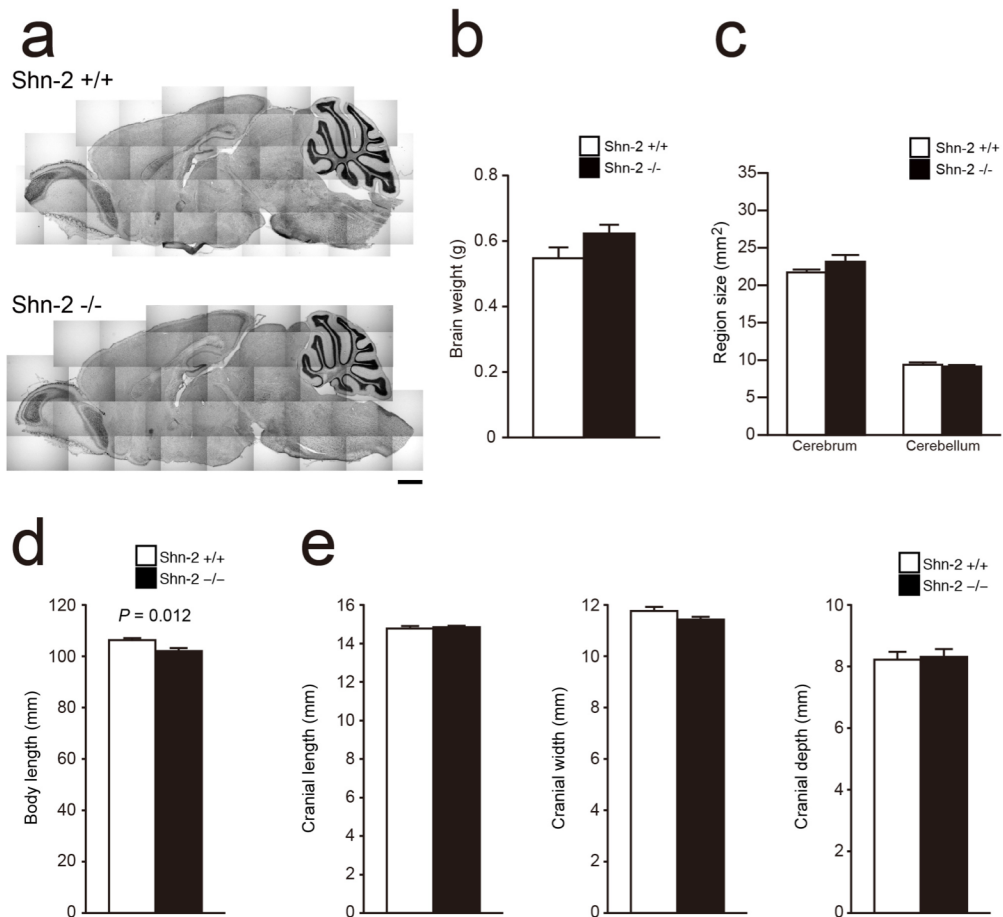 a
Shn-2 +/+
Shn-2 -/-
b
Shn-2 +/+
Shn-2 -/-
Brain weight (g)
0.8
0.6
0.4
0.2
0
c
Shn-2 +/+
Shn-2 -/-
Region size (mm²)
35
30
25
20
15
10
5
0
Cerebrum
Cerebellum
d
Shn-2 +/+
Shn-2 −/−
P = 0.012
Body length (mm)
120
100
80
60
40
20
0
e
Cranial length (mm)
16
14
12
10
8
6
4
2
0
Cranial width (mm)
12
10
8
6
4
2
0
Shn-2 +/+
Shn-2 −/−
Cranial depth (mm)
10
8
6
4
2
0